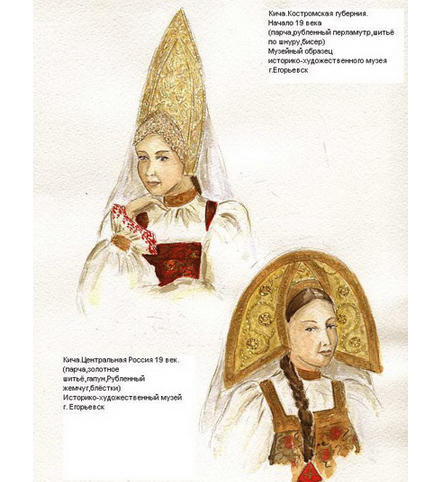 Кича.Костромская губерния.
Начало 19 века
(парча,рубленный перламутр,шитьё
по шнуру,бисер)
Музейный образец
историко-художественного музея
г.Егорьевск
Кича.Центральная Россия 19 век.
(парча,золотное
шитьё,гапун,Рубленный
жемчуг,блёстки)
Историко-художественный музей
г. Егорьевск